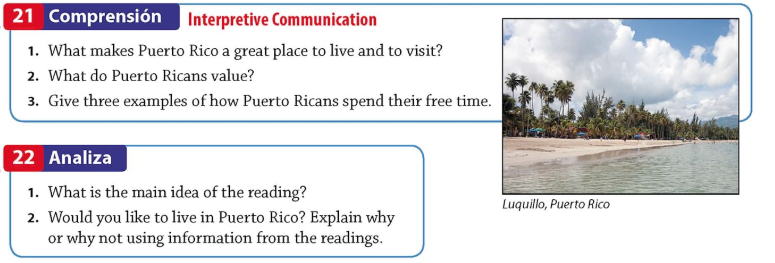 21 Comprensión Interpretive Communication
1. What makes Puerto Rico a great place to live and to visit?
2. What do Puerto Ricans value?
3. Give three examples of how Puerto Ricans spend their free time.
22 Analiza
1. What is the main idea of the reading?
2. Would you like to live in Puerto Rico? Explain why
or why not using information from the readings.
Luquillo, Puerto Rico